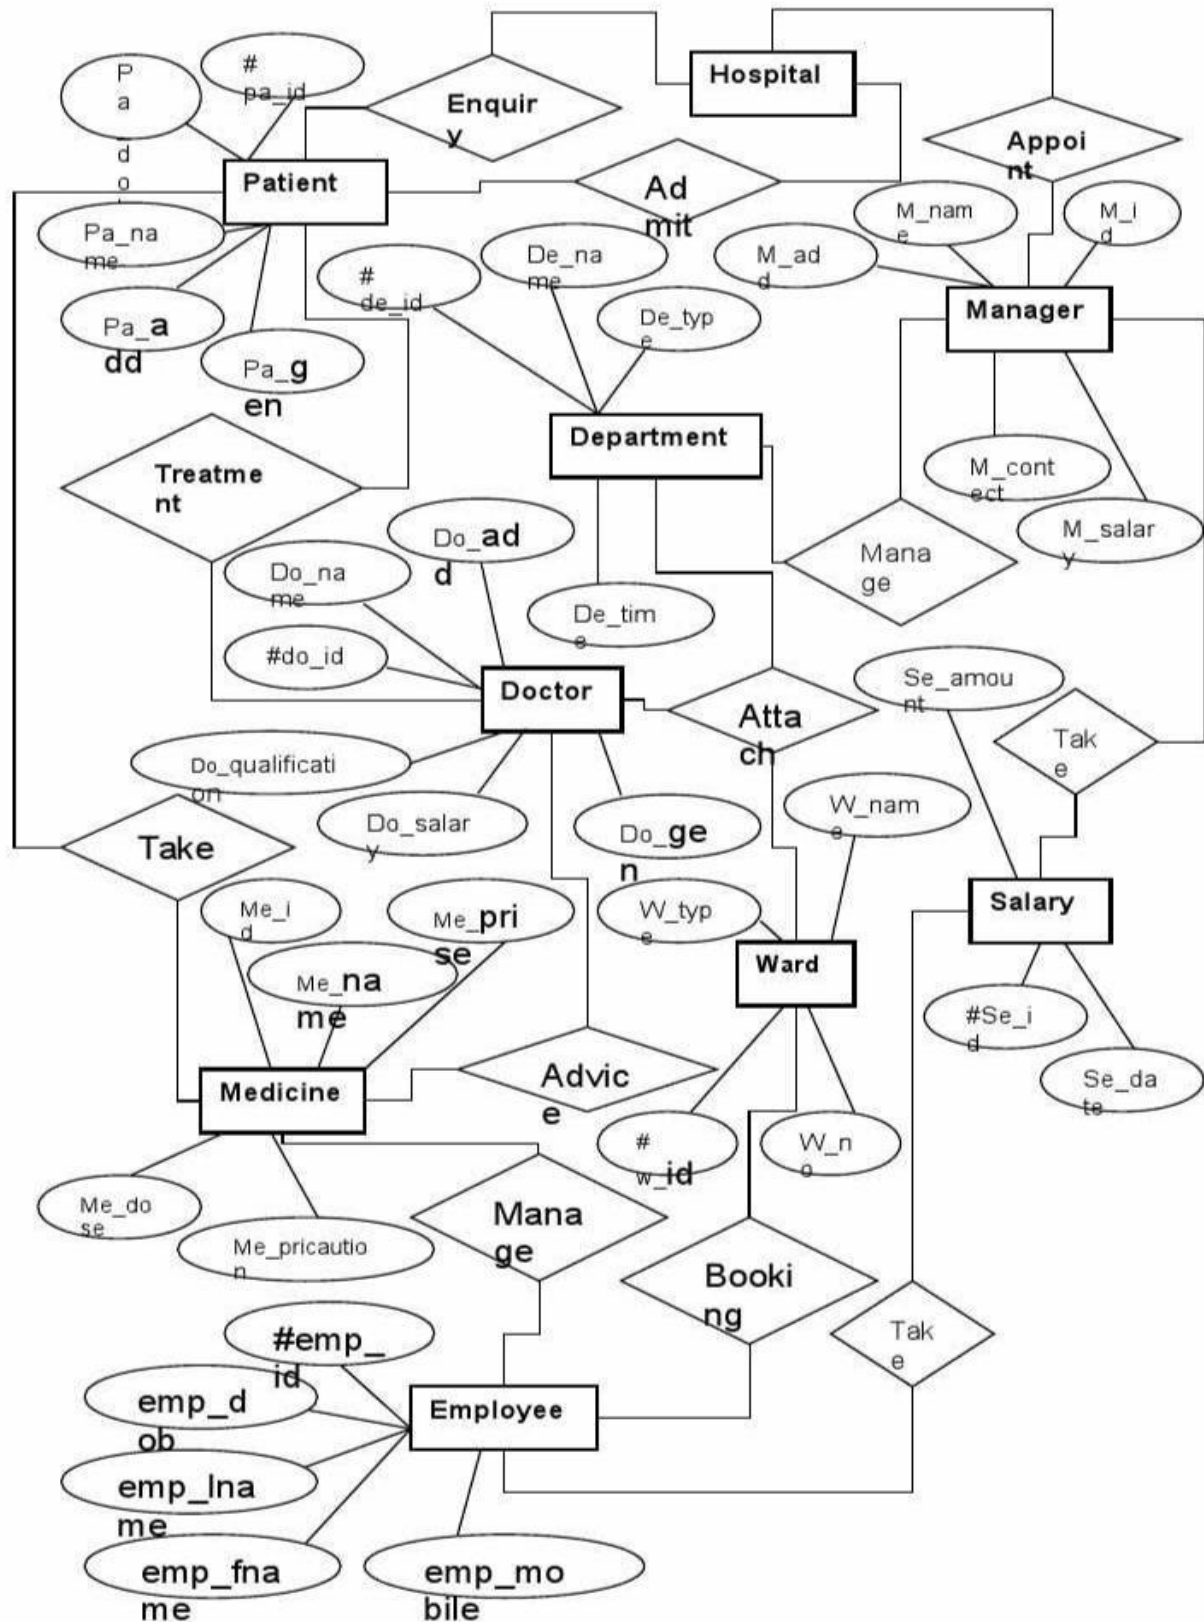 Hospital
#
pa_id
P
a
_d
o
Enquir
y
Appoi
nt
Patient
Ad
mit
M_nam
e
M_i
d
Pa_na
me
De_na
me
M_ad
d
#
de_id
Manager
De_typ
e
Pa_a
dd
Pa_g
en
Department
M_cont
ect
Treatme
nt
M_salar
y
Do_ad
d
Mana
ge
Do_na
me
De_tim
e
#do_id
Se_amou
nt
Doctor
Atta
ch
Tak
e
Do_qualificati
on
W_nam
e
Do_salar
y
Do_ge
n
Take
Me_i
d
Me_pri
se
W_typ
e
Salary
Ward
Me_na
me
#Se_i
d
Medicine
Advic
e
Se_da
te
#
w_id
W_n
o
Me_do
se
Mana
ge
Me_pricautio
n
Booki
ng
#emp_
id
Tak
e
emp_d
ob
Employee
emp_lna
me
emp_fna
me
emp_mo
bile